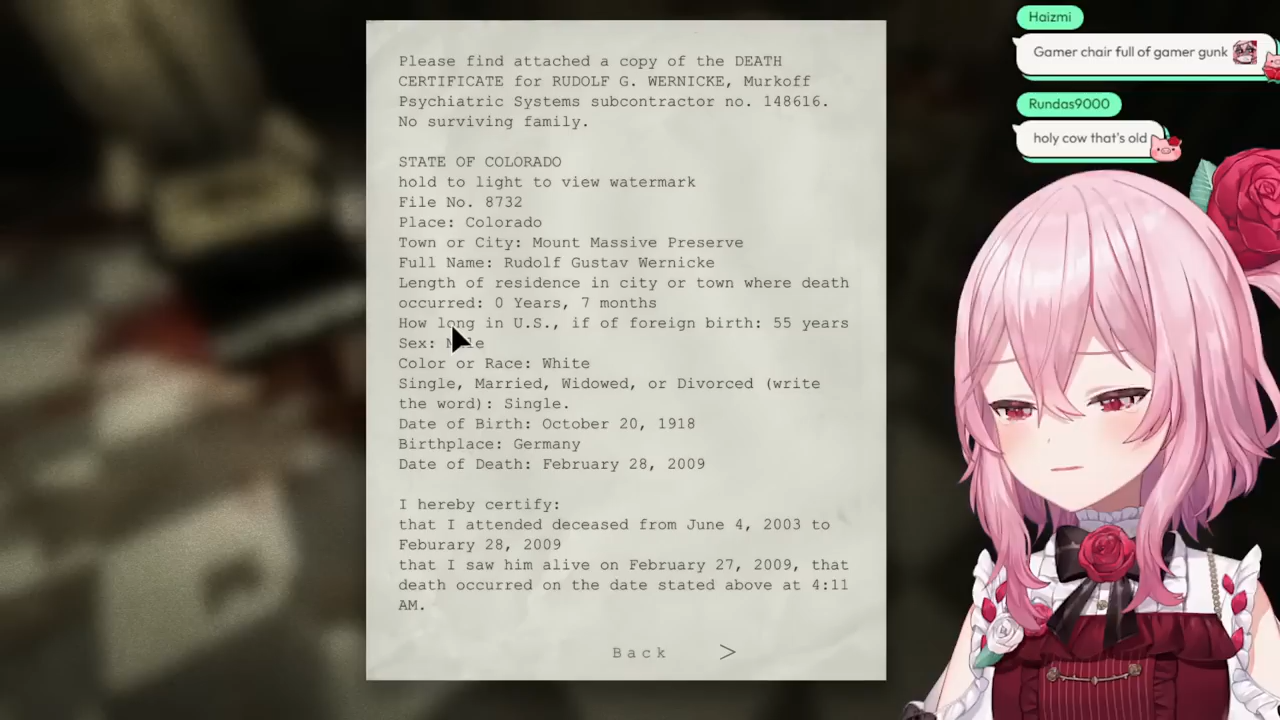 Please find attached a copy of the DEATH
CERTIFICATE for RUDOLF G. WERNICKE, Murkoff
Psychiatric Systems subcontractor no. 148616.
No surviving family.
STATE OF COLORADO
hold to light to view watermark
File No. 8732
Place: Colorado
Town or City: Mount Massive Preserve
Full Name: Rudolf Gustav Wernicke
Length of residence in city or town where death
occurred: 0 Years, 7 months
How long in U.S., if of foreign birth: 55 years
Sex: Male
Color or Race: White
Single, Married, Widowed, or Divorced (write
the word): Single.
Date of Birth: October 20, 1918
Birthplace: Germany
Date of Death: February 28, 2009
I hereby certify:
that I attended deceased from June 4, 2003 to
Feburary 28, 2009
that I saw him alive on February 27, 2009, that
death occurred on the date stated above at 4:11
AM.
Back >
Haizmi
Gamer chair full of gamer gunk
Rundas9000
holy cow that's old